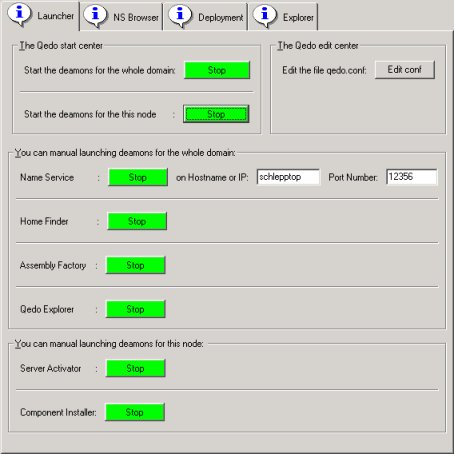 Launcher NS Browser Deployment Explorer
The Qedo start center
Start the deamons for the whole domain: Stop
Start the deamons for the this node : Stop
The Qedo edit center
Edit the file qedo.conf: Edit conf
You can manual launching deamons for the whole domain:
Name Service : Stop on Hostname or IP: schlepptop Port Number: 12356
Home Finder : Stop
Assembly Factory : Stop
Qedo Explorer : Stop
You can manual launching deamons for this node:
Server Activator : Stop
Component Installer: Stop